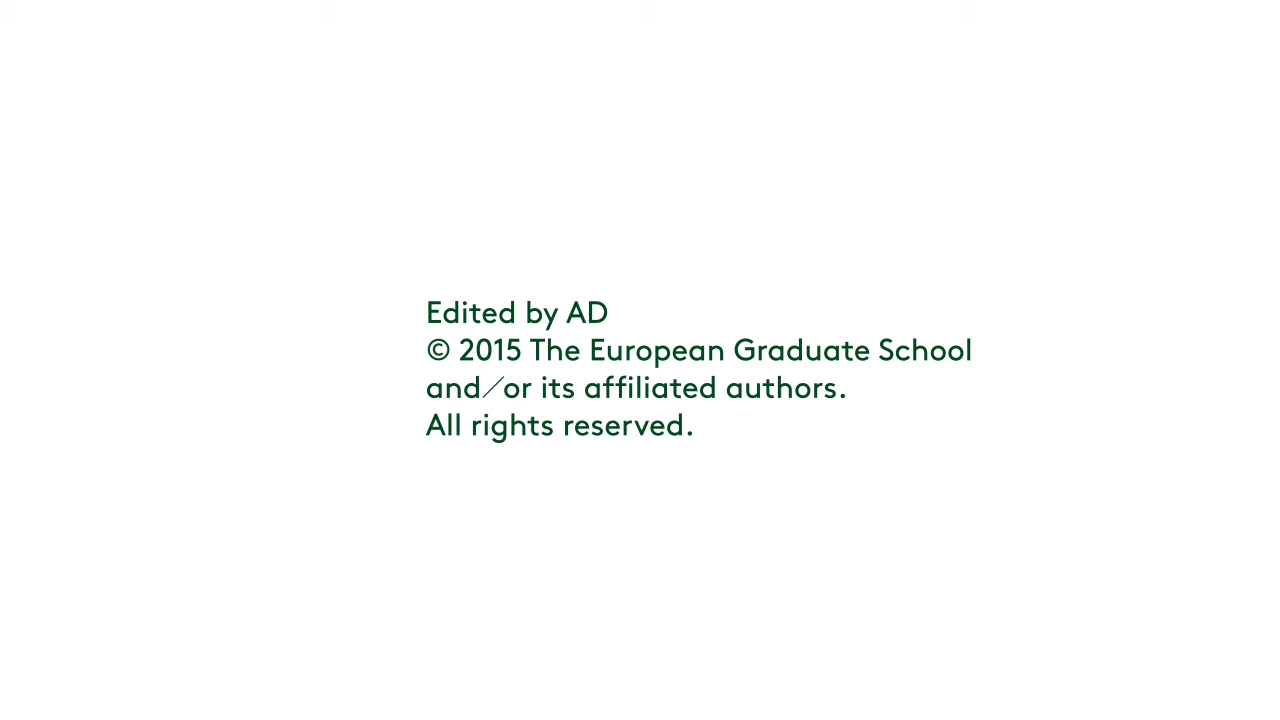 Edited by AD
© 2015 The European Graduate School
and/or its affiliated authors.
All rights reserved.